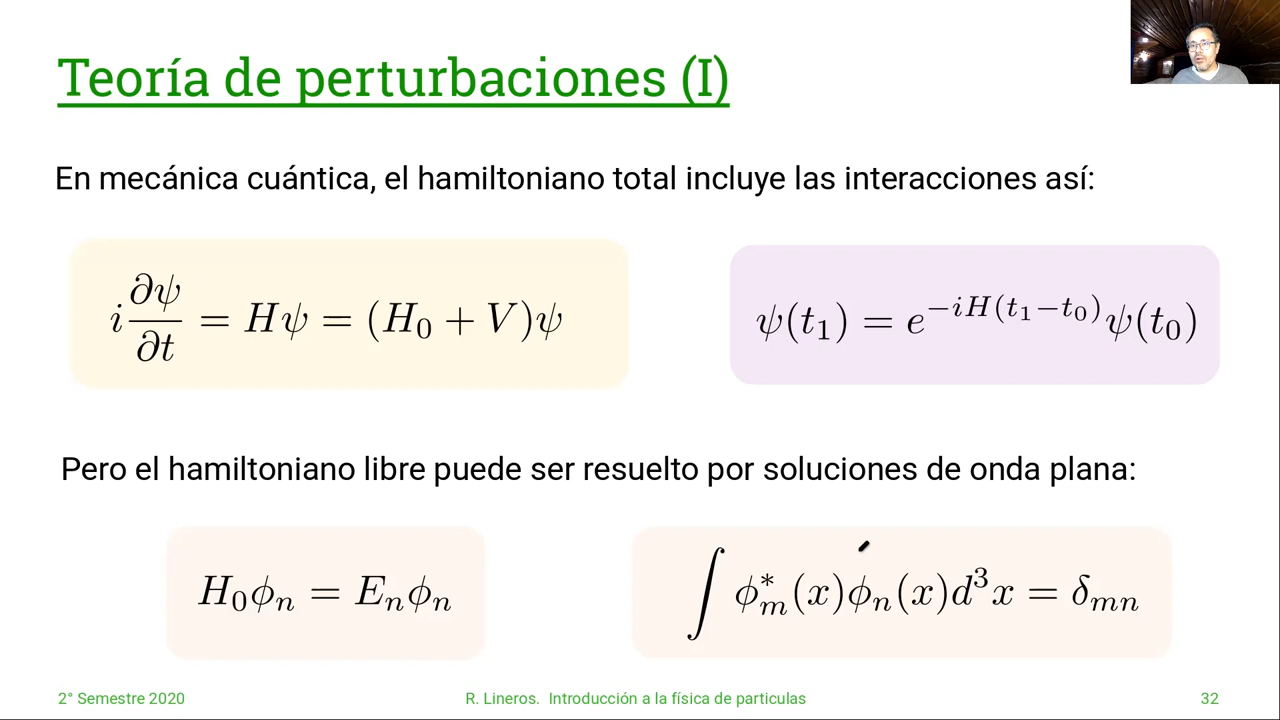 Teoría de perturbaciones (I)
En mecánica cuántica, el hamiltoniano total incluye las interacciones así:
i ∂ψ/∂t = Hψ = (H₀ + V)ψ
ψ(t₁) = e^{−iH(t₁−t₀)} ψ(t₀)
Pero el hamiltoniano libre puede ser resuelto por soluciones de onda plana:
H₀φₙ = Eₙφₙ
∫ φ*ₘ(x)φₙ(x)d³x = δₘₙ
2° Semestre 2020
R. Lineros. Introducción a la física de particulas
32